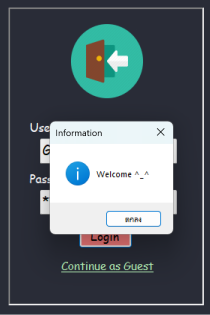 Information
Use
G
Welcome ^_^
Pass
*
ตกลง
Login
Continue as Guest